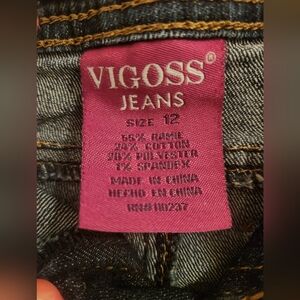 VIGOSS®
JEANS
SIZE 12
55% RAMIE
24% COTTON
20% POLYESTER
1% SPANDEX
MADE IN CHINA
HECHO EN CHINA
RN#110237